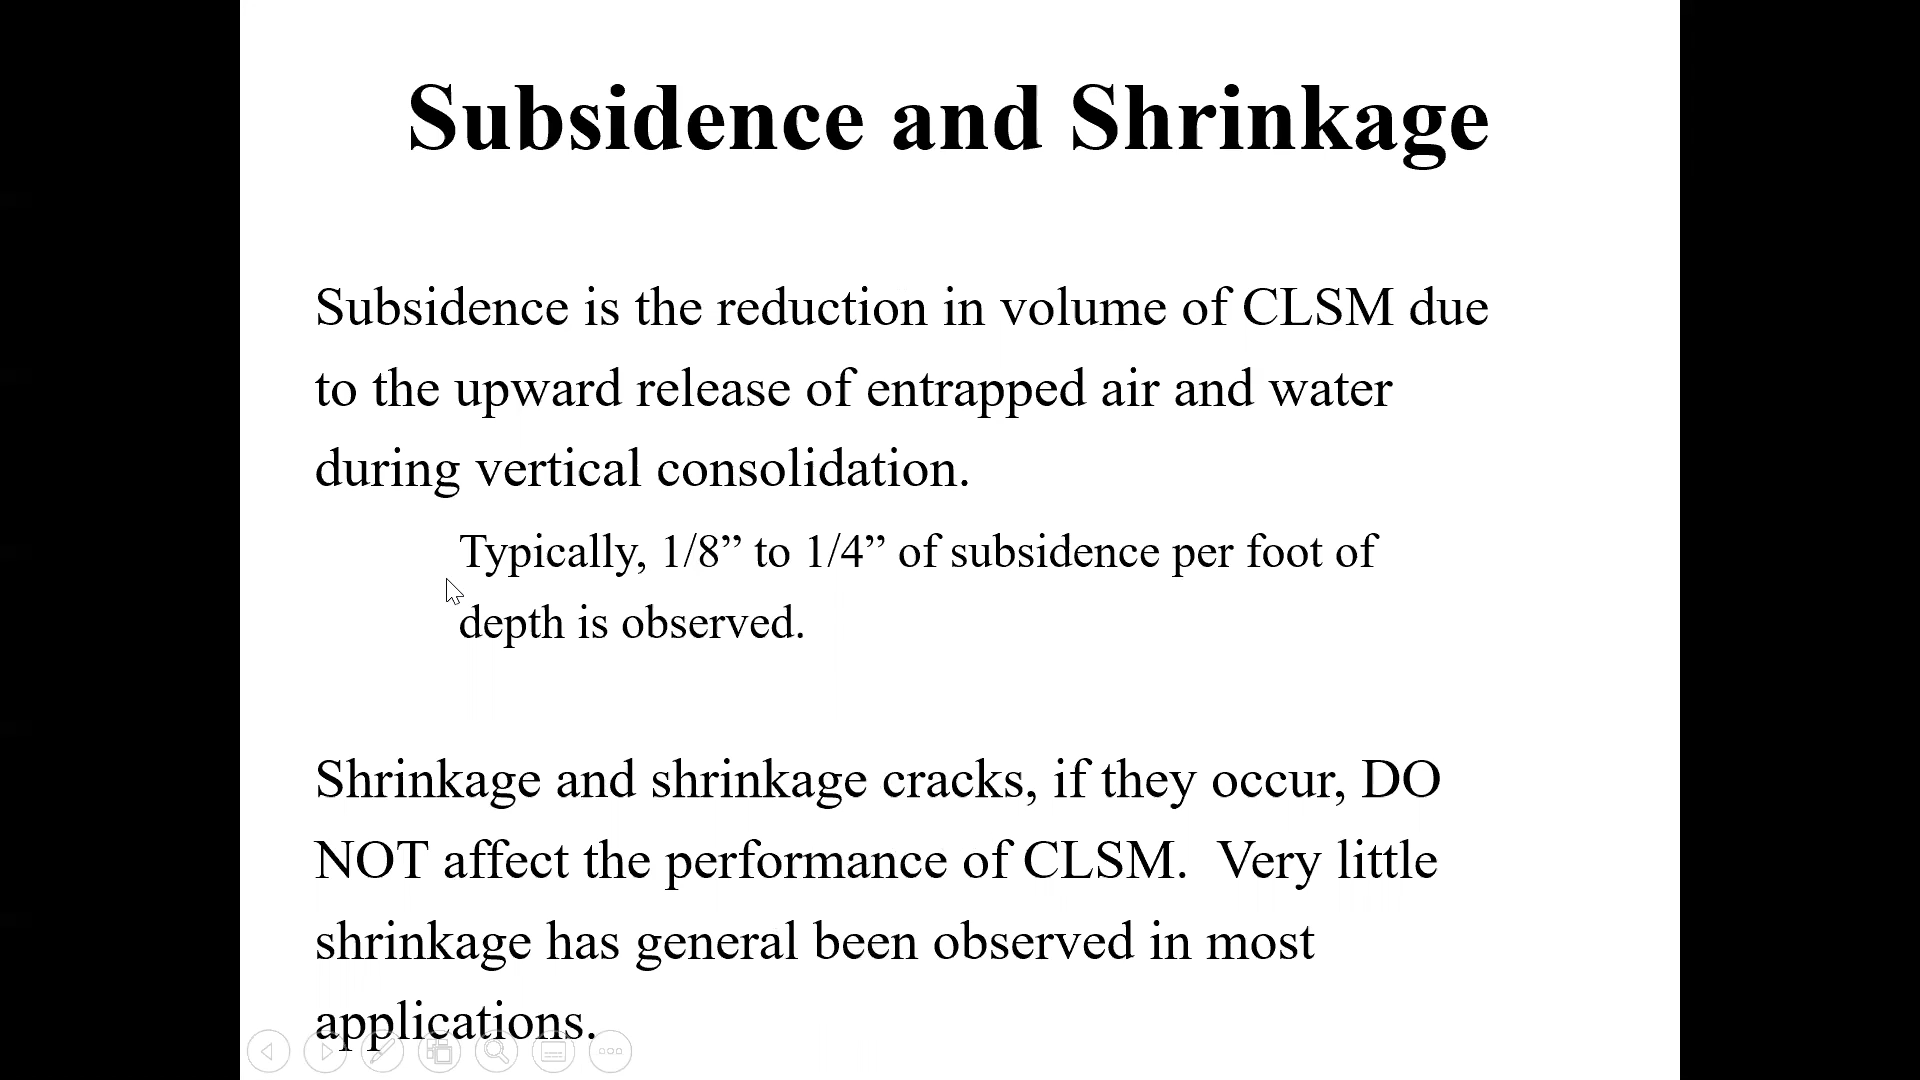 Subsidence and Shrinkage
Subsidence is the reduction in volume of CLSM due
to the upward release of entrapped air and water
during vertical consolidation.
Typically, 1/8” to 1/4” of subsidence per foot of
depth is observed.
Shrinkage and shrinkage cracks, if they occur, DO
NOT affect the performance of CLSM.  Very little
shrinkage has general been observed in most
applications.